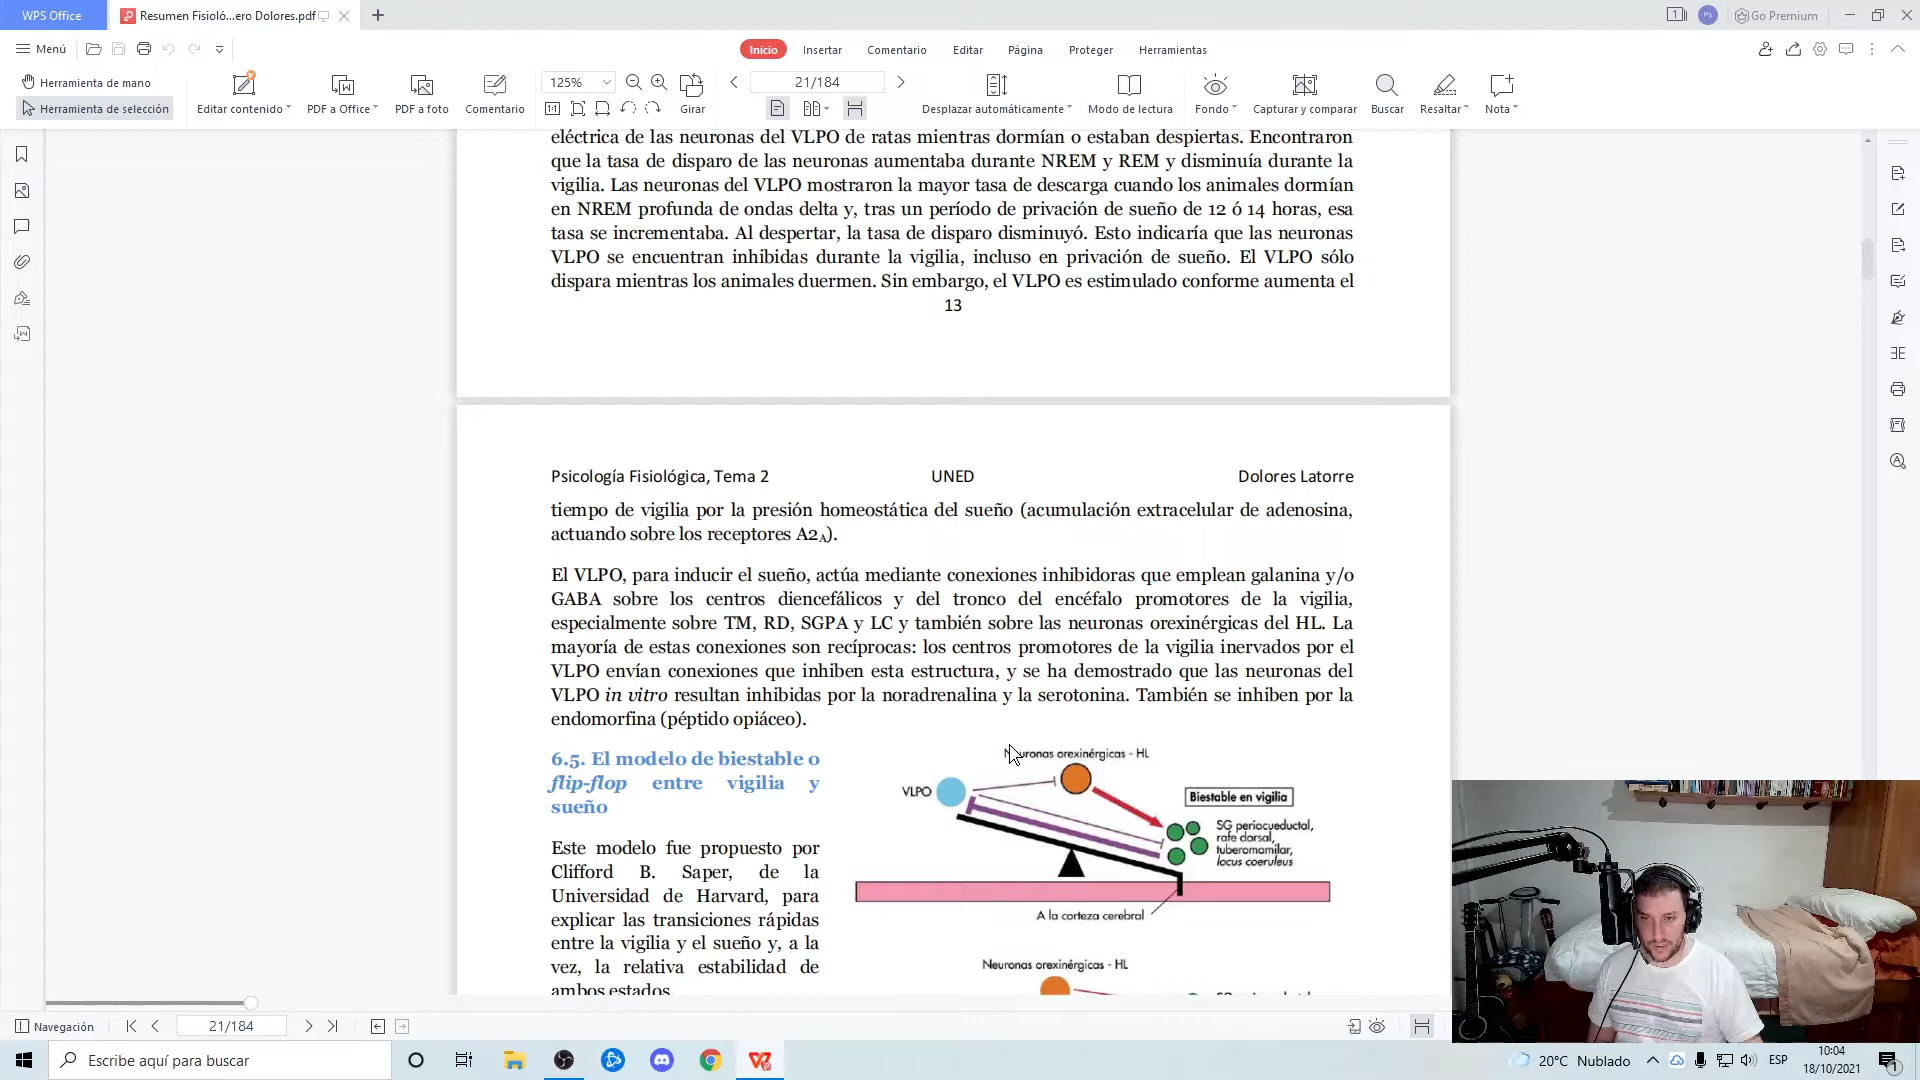 WPS Office
Resumen Fisioló...ero Dolores.pdf
1
Ps
Go Premium
Menú
Inicio
Insertar
Comentario
Editar
Página
Proteger
Herramientas
Herramienta de mano
Herramienta de selección
Editar contenido
PDF a Office
PDF a foto
Comentario
125%
Girar
21/184
Desplazar automáticamente
Modo de lectura
Fondo
Capturar y comparar
Buscar
Resaltar
Nota
eléctrica de las neuronas del VLPO de ratas mientras dormían o estaban despiertas. Encontraron
que la tasa de disparo de las neuronas aumentaba durante NREM y REM y disminuía durante la
vigilia. Las neuronas del VLPO mostraron la mayor tasa de descarga cuando los animales dormían
en NREM profunda de ondas delta y, tras un período de privación de sueño de 12 ó 14 horas, esa
tasa se incrementaba. Al despertar, la tasa de disparo disminuyó. Esto indicaría que las neuronas
VLPO se encuentran inhibidas durante la vigilia, incluso en privación de sueño. El VLPO sólo
dispara mientras los animales duermen. Sin embargo, el VLPO es estimulado conforme aumenta el
13
Psicología Fisiológica, Tema 2 UNED Dolores Latorre
tiempo de vigilia por la presión homeostática del sueño (acumulación extracelular de adenosina,
actuando sobre los receptores A2A).
El VLPO, para inducir el sueño, actúa mediante conexiones inhibidoras que emplean galanina y/o
GABA sobre los centros diencefálicos y del tronco del encéfalo promotores de la vigilia,
especialmente sobre TM, RD, SGPA y LC y también sobre las neuronas orexinérgicas del HL. La
mayoría de estas conexiones son recíprocas: los centros promotores de la vigilia inervados por el
VLPO envían conexiones que inhiben esta estructura, y se ha demostrado que las neuronas del
VLPO in vitro resultan inhibidas por la noradrenalina y la serotonina. También se inhiben por la
endomorfina (péptido opiáceo).
6.5. El modelo de biestable o
flip-flop entre vigilia y
sueño
Este modelo fue propuesto por
Clifford B. Saper, de la
Universidad de Harvard, para
explicar las transiciones rápidas
entre la vigilia y el sueño y, a la
vez, la relativa estabilidad de
ambos estados.
Neuronas orexinérgicas - HL
VLPO
Biestable en vigilia
SG periacueductal,
rafe dorsal,
tuberomamilar,
locus coeruleus
A la corteza cerebral
Neuronas orexinérgicas - HL
Navegación
21/184
Escribe aquí para buscar
20°C Nublado
ESP
10:04
18/10/2021
1